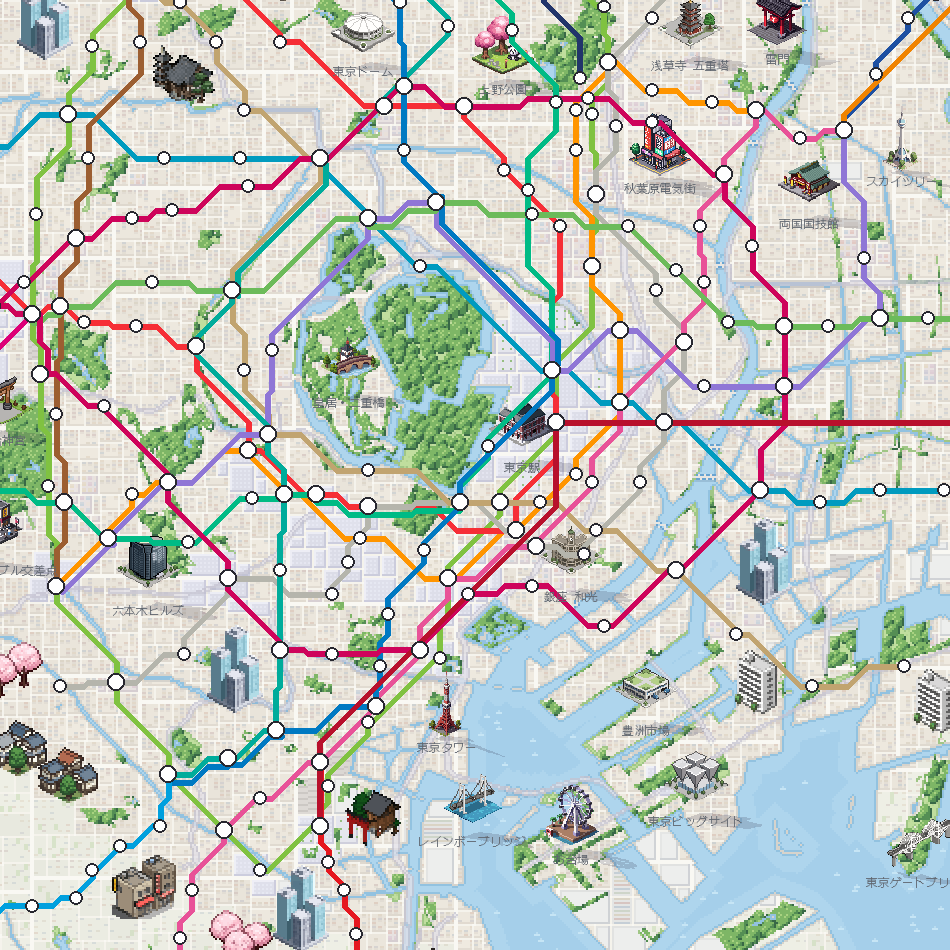 東京ドーム
上野公園
浅草寺 五重塔
雷門
秋葉原電気街
スカイツリー
両国国技館
皇居 二重橋
東京駅
六本木ヒルズ
銀座 和光
豊洲市場
東京タワー
レインボーブリッジ
東京ビッグサイト
東京ゲートブリ